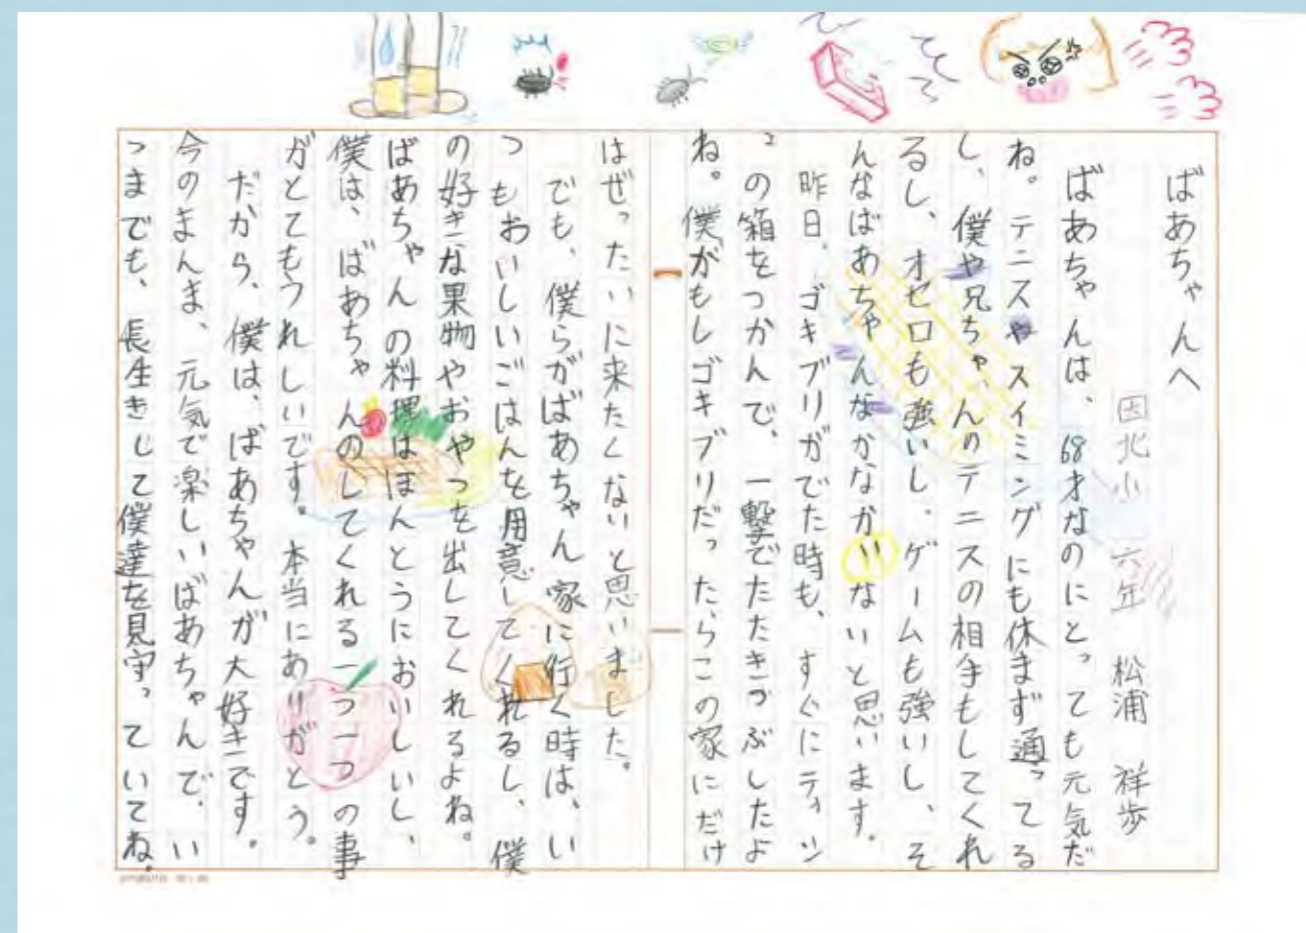 ばあちゃんへ
因北小 六年 松浦 祥歩
ばあちゃんは、68才なのにとっても元気だ
ね。テニスやスイミングにも休まず通ってる
し、僕や兄ちゃんのテニスの相手もしてくれ
るし、オセロも強いし、ゲームも強いし、そ
んなばあちゃんなかなかいないと思います。
昨日、ゴキブリがでた時も、すぐにティッシ
ュの箱をつかんで、一撃でたたきつぶしたよ
ね。僕がもしゴキブリだったらこの家にだけ
はぜったいに来たくないと思いました。
でも、僕らがばあちゃん家に行く時は、い
つもおいしいごはんを用意してくれるし、僕
の好きな果物やおやつを出してくれるよね。
ばあちゃんの料理はほんとうにおいしいし、
僕は、ばあちゃんのしてくれる一つ一つの事
がとてもうれしいです。本当にありがとう。
だから、僕は、ばあちゃんが大好きです。
今のまんま、元気で楽しいばあちゃんで、い
つまでも、長生きして僕達を見守っていてね。